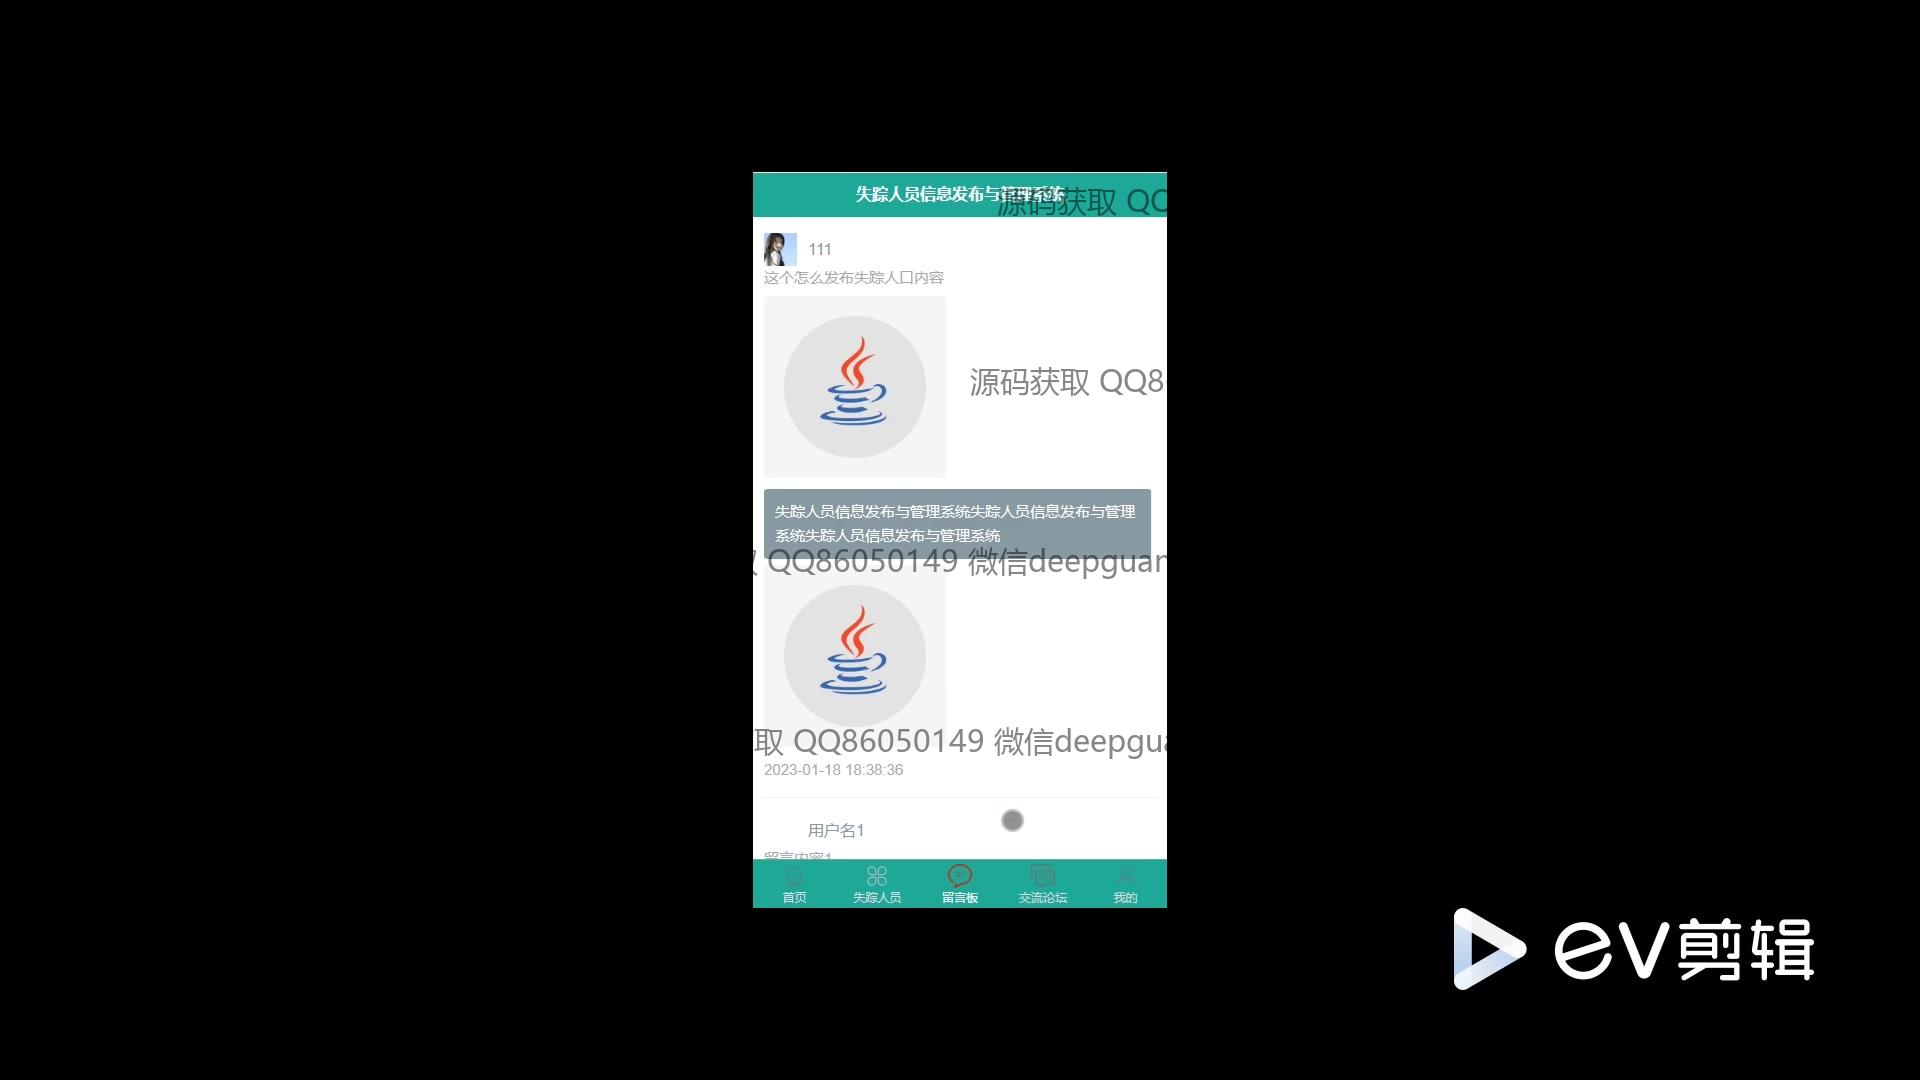 失踪人员信息发布与管理系统
源码获取 QQ
111
这个怎么发布失踪人口内容
源码获取 QQ8
失踪人员信息发布与管理系统失踪人员信息发布与管理
系统失踪人员信息发布与管理系统
QQ86050149 微信deepguan
取 QQ86050149 微信deepgua
2023-01-18 18:38:36
用户名1
留言内容1
首页
失踪人员
留言板
交流论坛
我的
ev剪辑